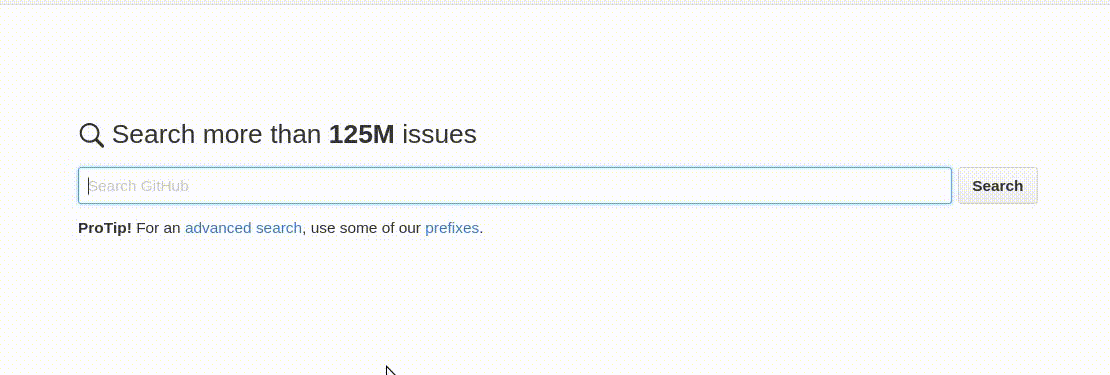 Search more than 125M issues
Search GitHub
Search
ProTip! For an advanced search, use some of our prefixes.